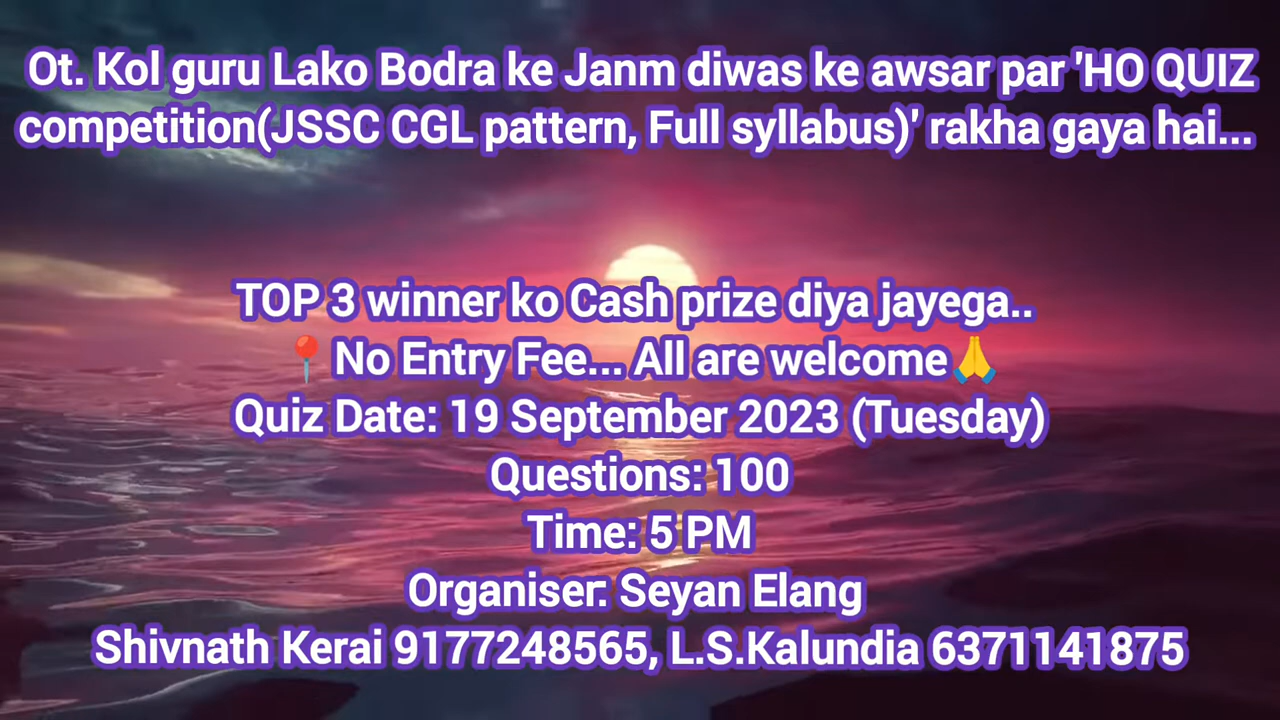 Ot. Kol guru Lako Bodra ke Janm diwas ke awsar par 'HO QUIZ
competition(JSSC CGL pattern, Full syllabus)' rakha gaya hai...
TOP 3 winner ko Cash prize diya jayega..
📍No Entry Fee... All are welcome🙏
Quiz Date: 19 September 2023 (Tuesday)
Questions: 100
Time: 5 PM
Organiser: Seyan Elang
Shivnath Kerai 9177248565, L.S.Kalundia 6371141875